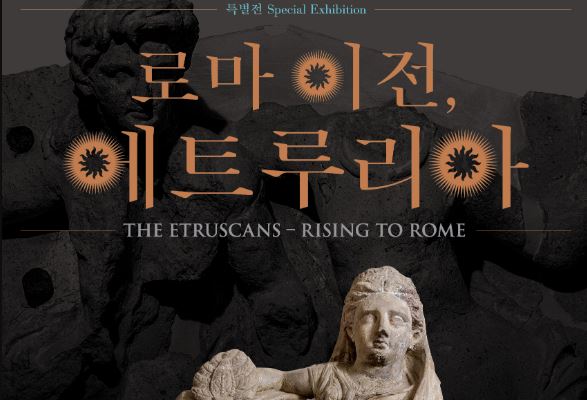 특별전 Special Exhibition
로마 이전,
에트루리아
THE ETRUSCANS – RISING TO ROME